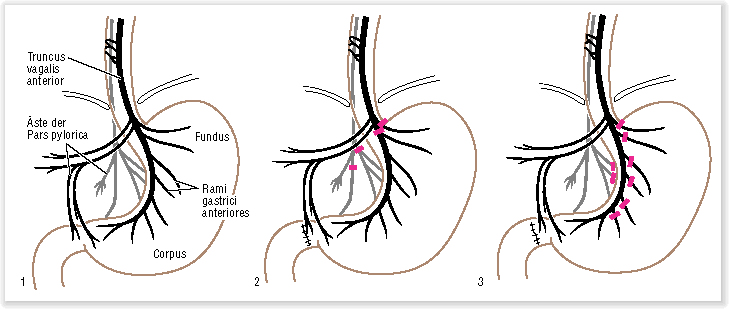 Truncus
vagalis
anterior
Äste der
Pars pylorica
Fundus
Rami
gastrici
anteriores
Corpus
1
2
3